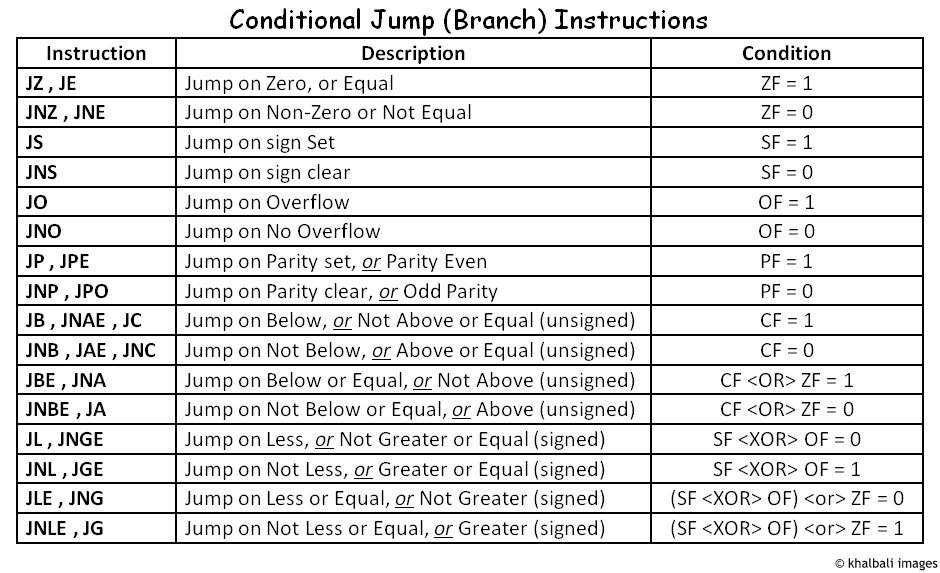 Conditional Jump (Branch) Instructions
Instruction Description Condition
JZ , JE Jump on Zero, or Equal ZF = 1
JNZ , JNE Jump on Non-Zero or Not Equal ZF = 0
JS Jump on sign Set SF = 1
JNS Jump on sign clear SF = 0
JO Jump on Overflow OF = 1
JNO Jump on No Overflow OF = 0
JP , JPE Jump on Parity set, or Parity Even PF = 1
JNP , JPO Jump on Parity clear, or Odd Parity PF = 0
JB , JNAE , JC Jump on Below, or Not Above or Equal (unsigned) CF = 1
JNB , JAE , JNC Jump on Not Below, or Above or Equal (unsigned) CF = 0
JBE , JNA Jump on Below or Equal, or Not Above (unsigned) CF <OR> ZF = 1
JNBE , JA Jump on Not Below or Equal, or Above (unsigned) CF <OR> ZF = 0
JL , JNGE Jump on Less, or Not Greater or Equal (signed) SF <XOR> OF = 0
JNL , JGE Jump on Not Less, or Greater or Equal (signed) SF <XOR> OF = 1
JLE , JNG Jump on Less or Equal, or Not Greater (signed) (SF <XOR> OF) <or> ZF = 0
JNLE , JG Jump on Not Less or Equal, or Greater (signed) (SF <XOR> OF) <or> ZF = 1
© khalbali images